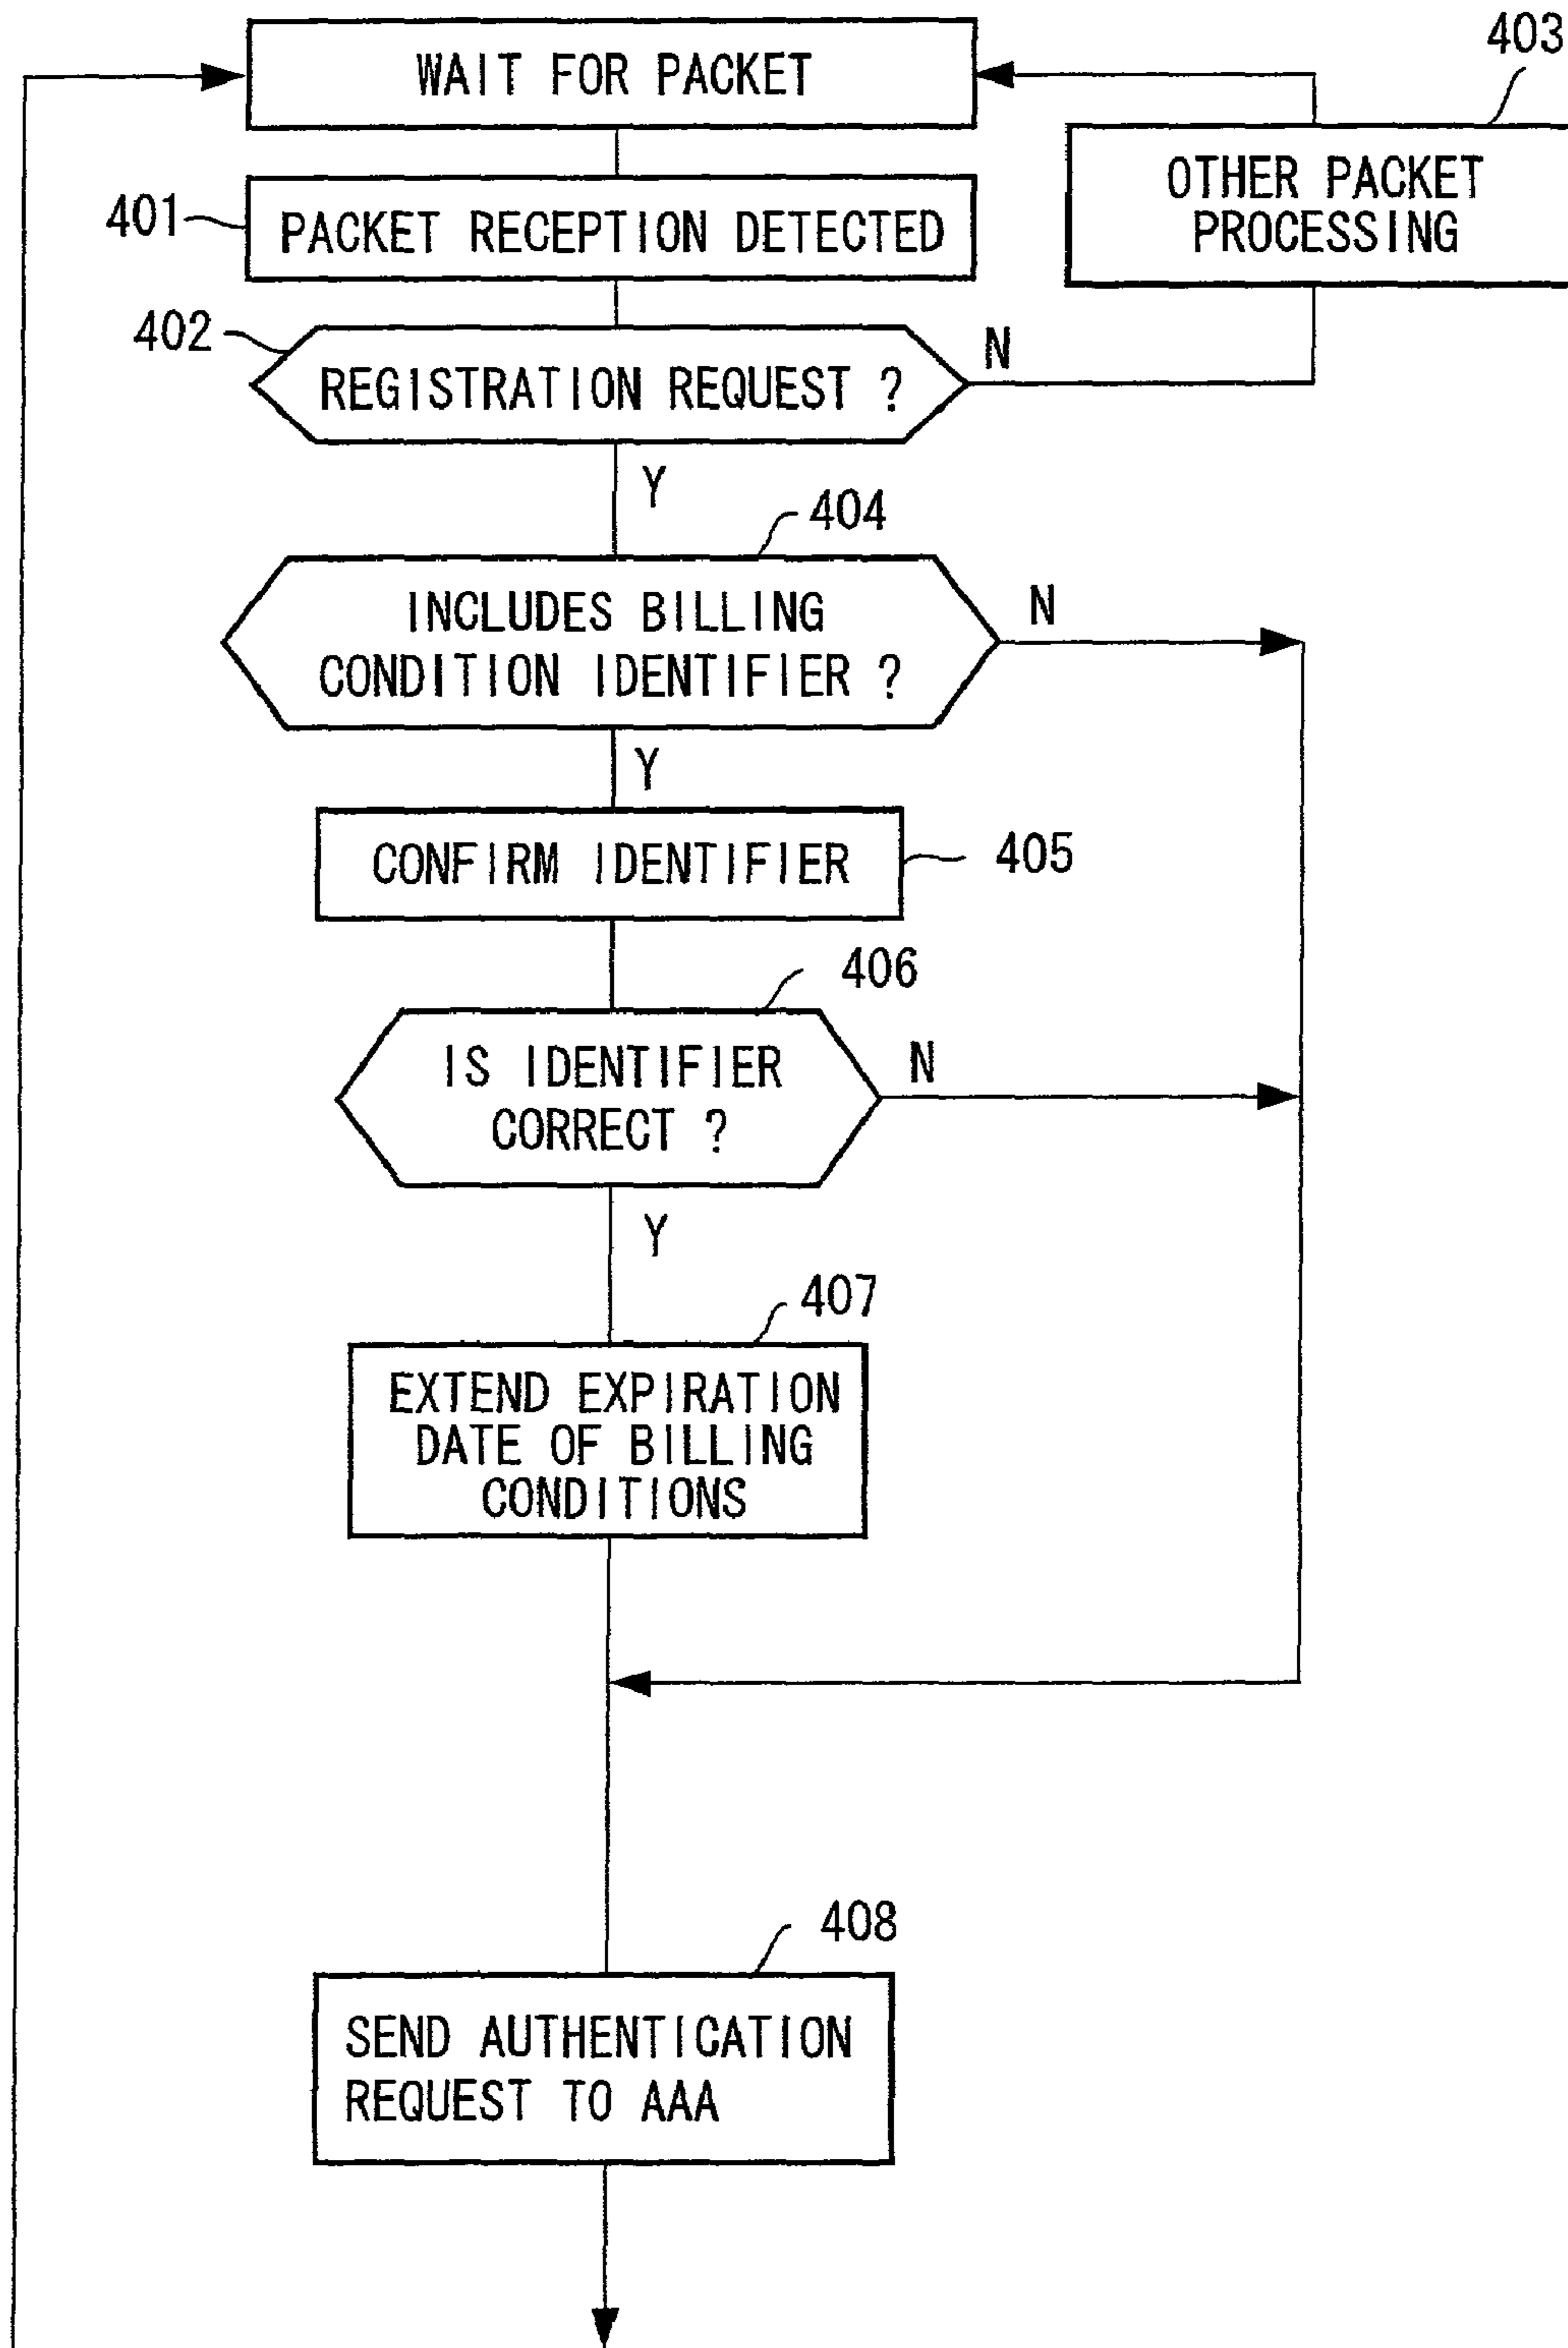 WAIT FOR PACKET
403
OTHER PACKET
PROCESSING
401
PACKET RECEPTION DETECTED
402
REGISTRATION REQUEST ?
N
Y
404
INCLUDES BILLING
CONDITION IDENTIFIER ?
N
Y
CONFIRM IDENTIFIER
405
406
IS IDENTIFIER
CORRECT ?
N
Y
407
EXTEND EXPIRATION
DATE OF BILLING
CONDITIONS
408
SEND AUTHENTICATION
REQUEST TO AAA